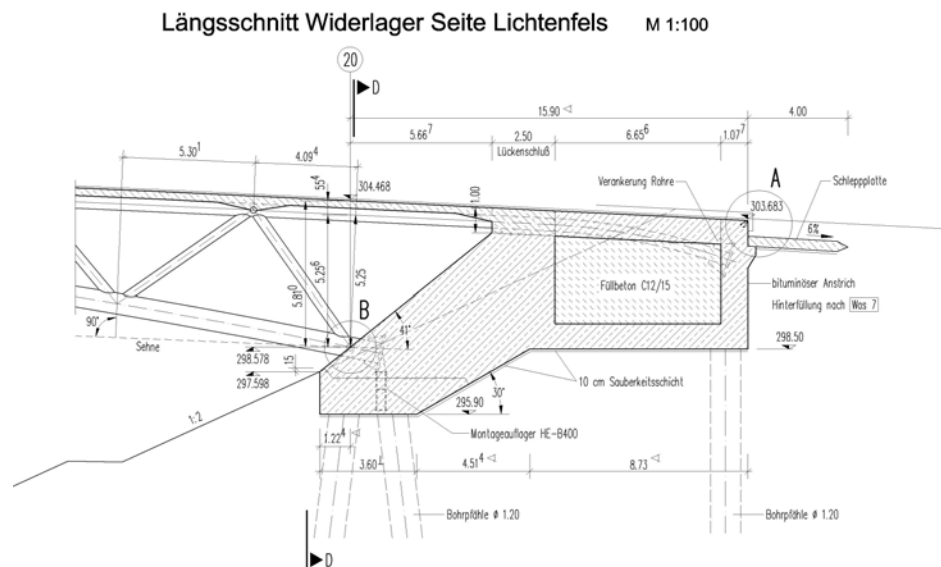 Längsschnitt Widerlager Seite Lichtenfels M 1:100
20
D
15.90
4.00
5.66⁷
2.50
6.65⁶
1.07⁷
Lückenschluß
5.30¹
4.09⁴
55⁴
304.468
1.00
Verankerung Rohre
A
Schleppplatte
303.683
6%
5.81⁰
5.25⁶
5.25
Füllbeton C12/15
bituminöser Anstrich
Hinterfüllung nach Was 7
B
41°
90°
Sehne
298.578
15
297.598
298.50
10 cm Sauberkeitsschicht
30°
295.90
1:2
Montageauflager HE-B400
1.22⁴
3.60
4.51⁴
8.73
Bohrpfähle ø 1.20
Bohrpfähle ø 1.20
D